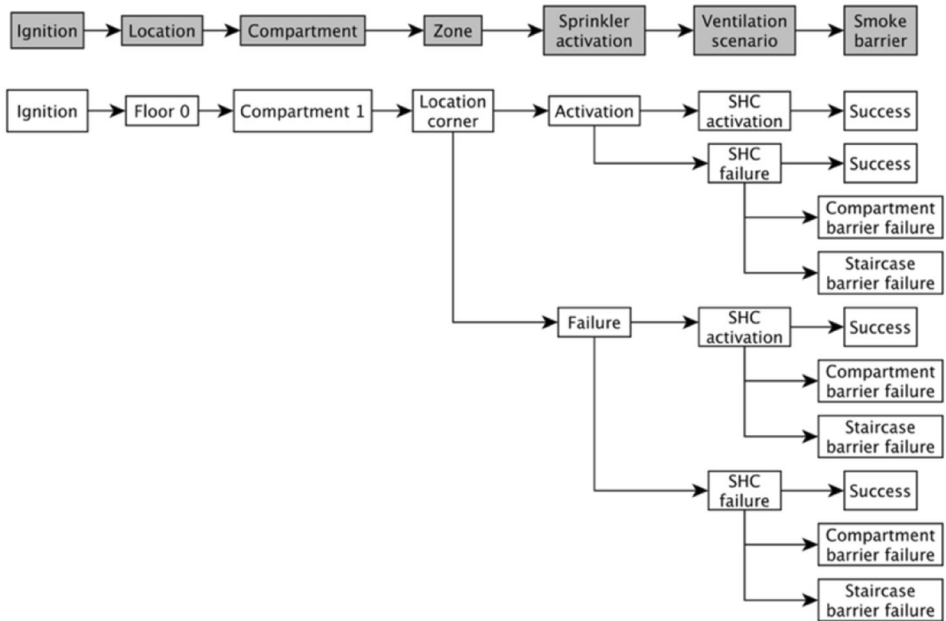 Ignition
Location
Compartment
Zone
Sprinkler
activation
Ventilation
scenario
Smoke
barrier
Ignition
Floor 0
Compartment 1
Location
corner
Activation
SHC
activation
Success
SHC
failure
Success
Compartment
barrier failure
Staircase
barrier failure
Failure
SHC
activation
Success
Compartment
barrier failure
Staircase
barrier failure
SHC
failure
Success
Compartment
barrier failure
Staircase
barrier failure